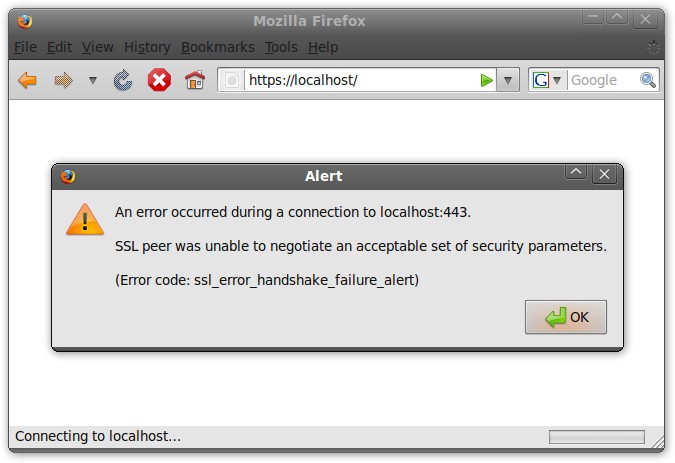 Mozilla Firefox
File Edit View History Bookmarks Tools Help
https://localhost/
G Google
Alert
An error occurred during a connection to localhost:443.
SSL peer was unable to negotiate an acceptable set of security parameters.
(Error code: ssl_error_handshake_failure_alert)
OK
Connecting to localhost...